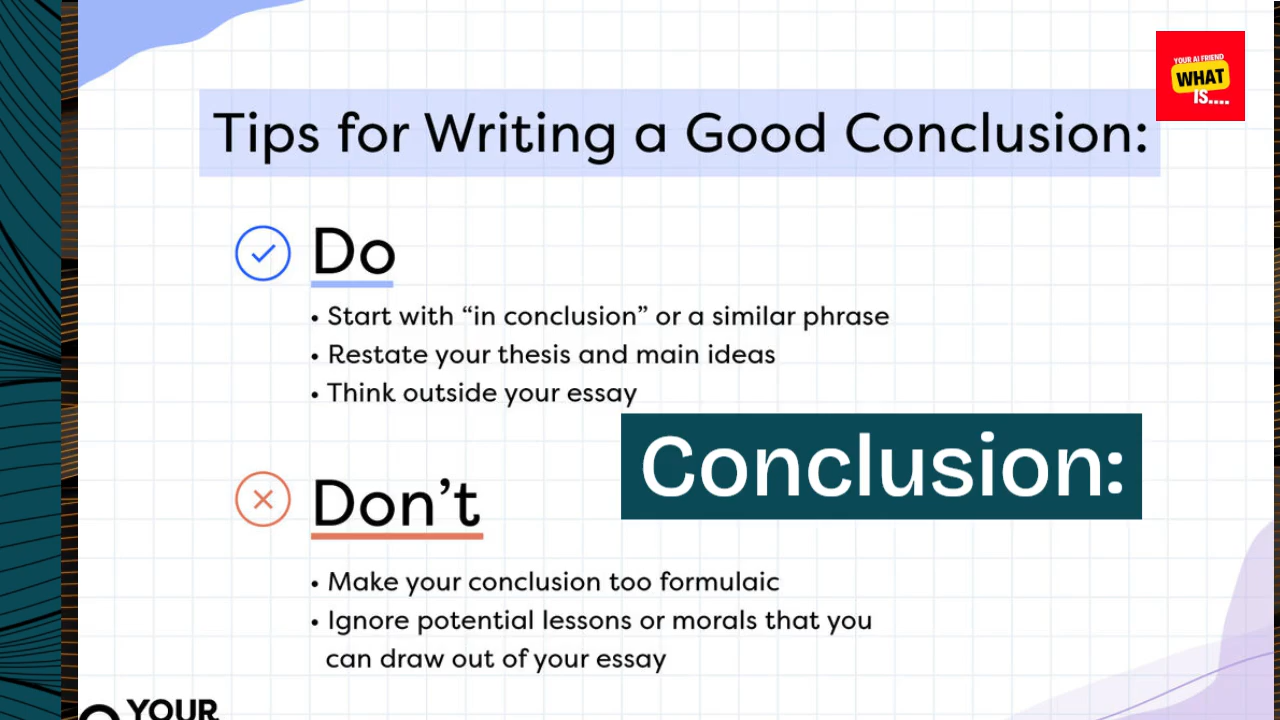 YOUR AI FRIEND
WHAT
IS....
Tips for Writing a Good Conclusion:
Do
• Start with “in conclusion” or a similar phrase
• Restate your thesis and main ideas
• Think outside your essay
Conclusion:
Don’t
• Make your conclusion too formulaic
• Ignore potential lessons or morals that you
can draw out of your essay
YOUR